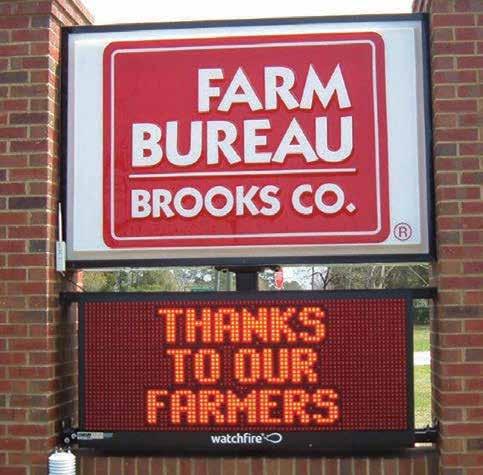 FARM
BUREAU
BROOKS CO.
®
THANKS
TO OUR
FARMERS
watchfire